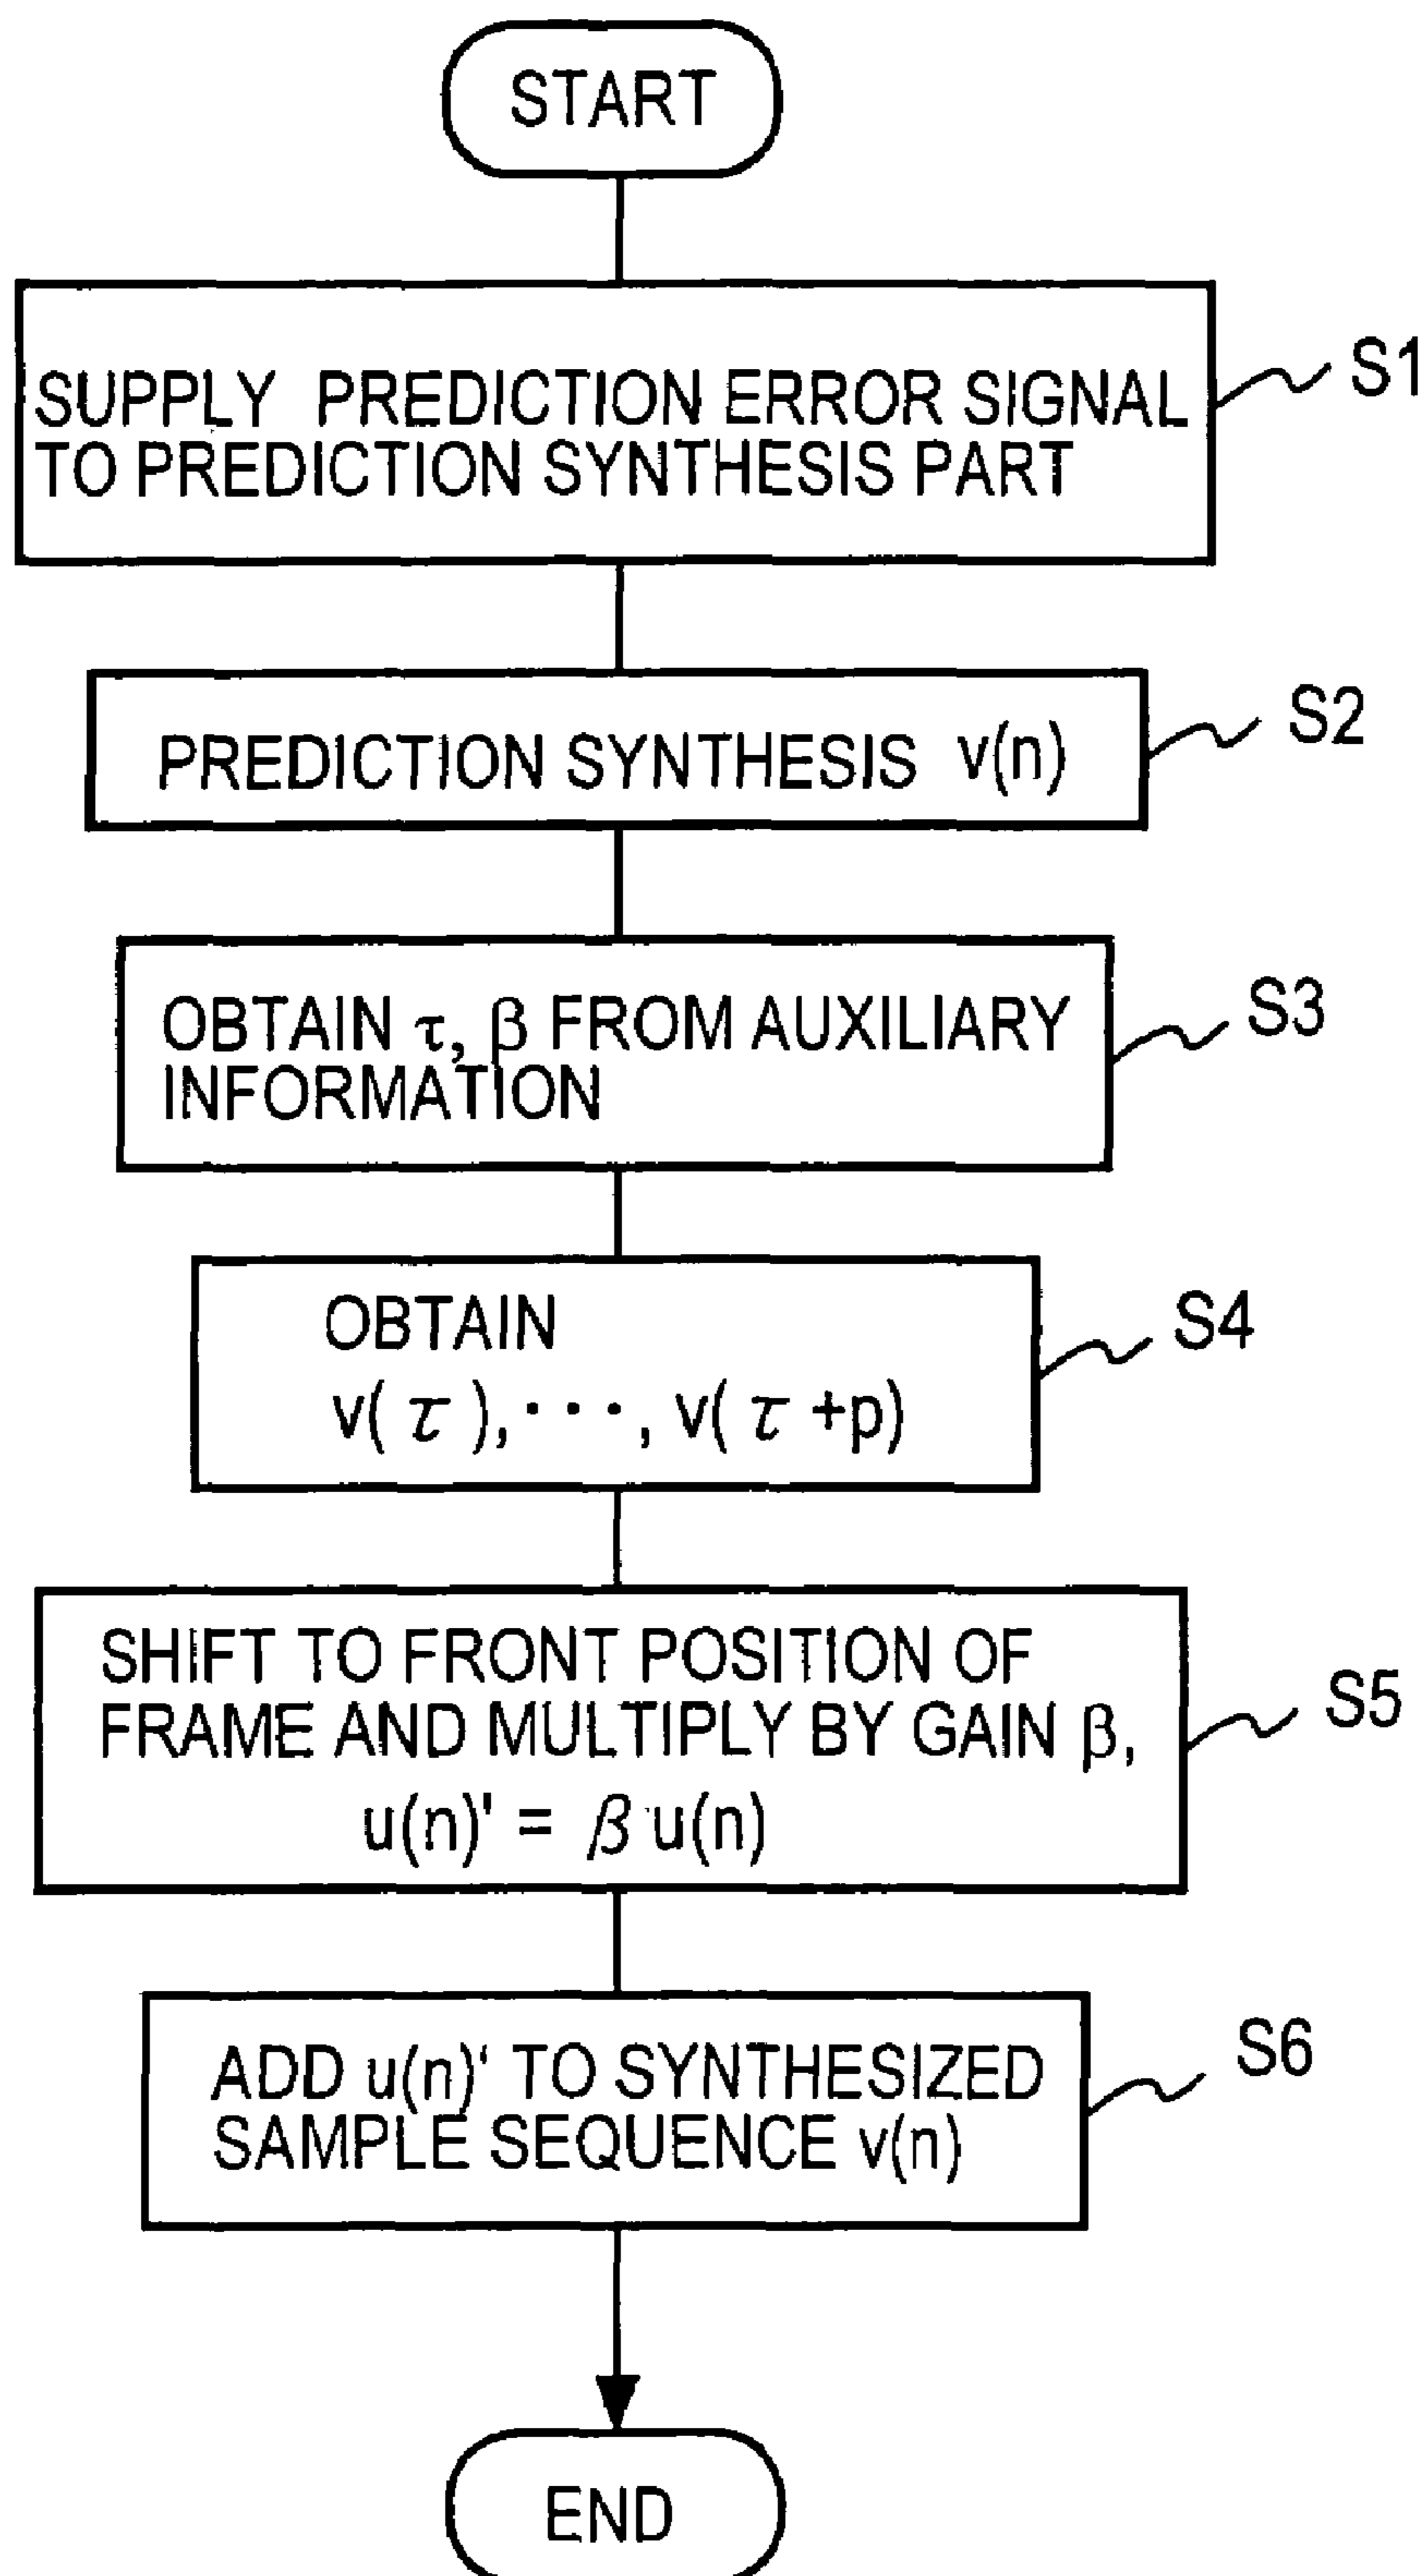 START
SUPPLY PREDICTION ERROR SIGNAL
TO PREDICTION SYNTHESIS PART
S1
PREDICTION SYNTHESIS v(n)
S2
OBTAIN τ, β FROM AUXILIARY
INFORMATION
S3
OBTAIN
v( τ ), · · ·, v( τ +p)
S4
SHIFT TO FRONT POSITION OF
FRAME AND MULTIPLY BY GAIN β,
u(n)' = β u(n)
S5
ADD u(n)' TO SYNTHESIZED
SAMPLE SEQUENCE v(n)
S6
END